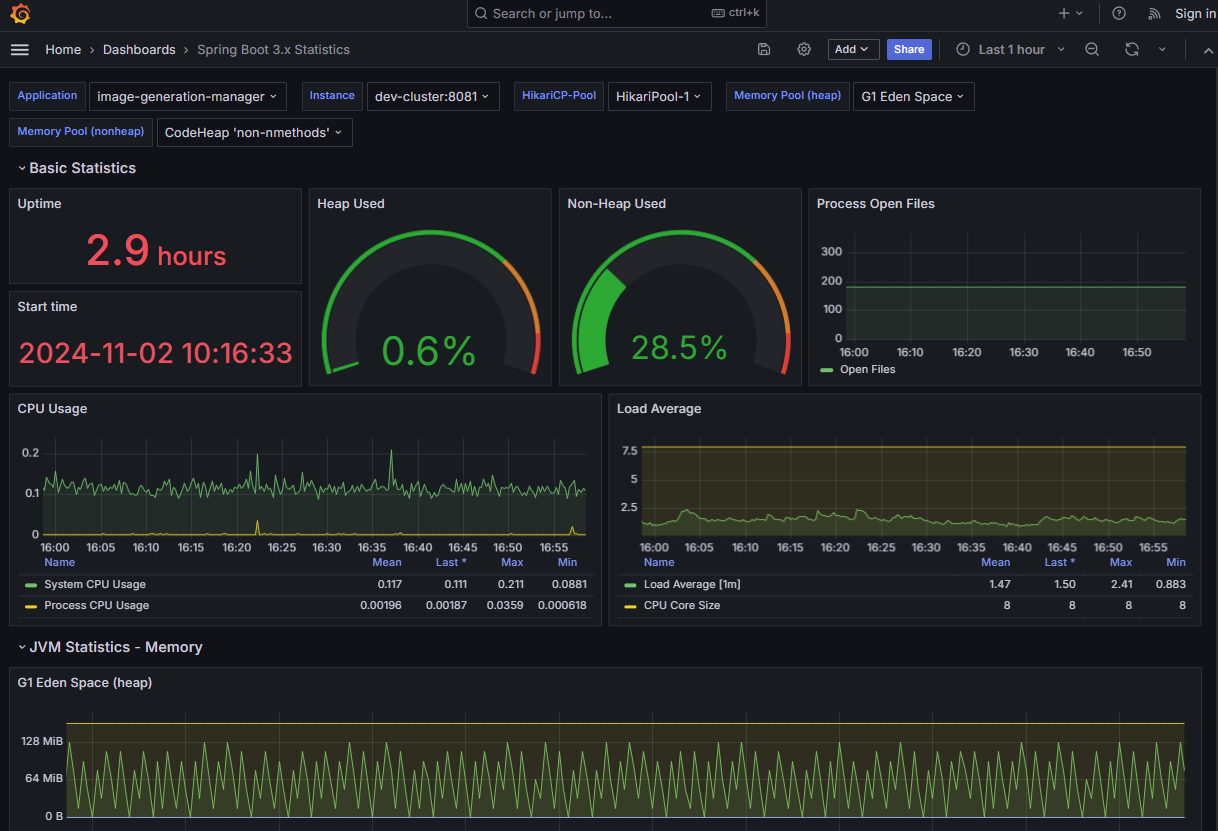 Search or jump to... ctrl+k Sign in
Home › Dashboards › Spring Boot 3.x Statistics Add Share Last 1 hour
Application image-generation-manager Instance dev-cluster:8081 HikariCP-Pool HikariPool-1 Memory Pool (heap) G1 Eden Space
Memory Pool (nonheap) CodeHeap 'non-nmethods'
Basic Statistics
Uptime
2.9 hours
Start time
2024-11-02 10:16:33
Heap Used
0.6%
Non-Heap Used
28.5%
Process Open Files
300
200
100
0
16:00 16:10 16:20 16:30 16:40 16:50
Open Files
CPU Usage
0.2
0.1
0
16:00 16:05 16:10 16:15 16:20 16:25 16:30 16:35 16:40 16:45 16:50 16:55
Name Mean Last * Max Min
System CPU Usage 0.117 0.111 0.211 0.0881
Process CPU Usage 0.00196 0.00187 0.0359 0.000618
Load Average
7.5
5
2.5
16:00 16:05 16:10 16:15 16:20 16:25 16:30 16:35 16:40 16:45 16:50 16:55
Name Mean Last * Max Min
Load Average [1m] 1.47 1.50 2.41 0.883
CPU Core Size 8 8 8 8
JVM Statistics - Memory
G1 Eden Space (heap)
128 MiB
64 MiB
0 B